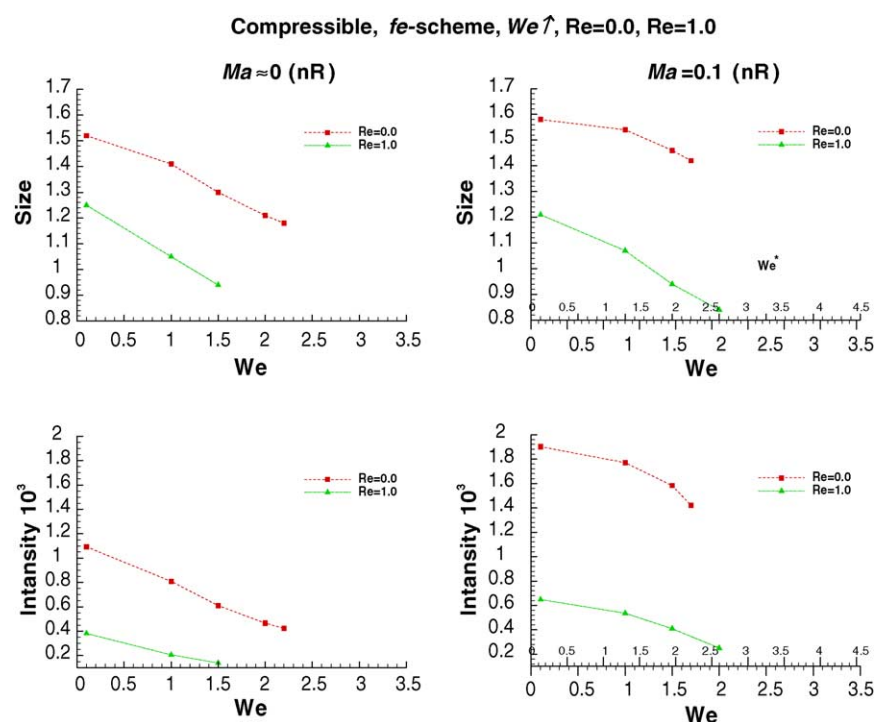 Compressible, fe-scheme, We↑, Re=0.0, Re=1.0
Ma≈0 (nR)
1.7
1.6
1.5
1.4
1.3
1.2
1.1
1
0.9
0.8
Size
Re=0.0
Re=1.0
0 0.5 1 1.5 2 2.5 3 3.5
We
Ma=0.1 (nR)
1.7
1.6
1.5
1.4
1.3
1.2
1.1
1
0.9
0.8
Size
Re=0.0
Re=1.0
We*
0 0.5 1 1.5 2 2.5 3 3.5 4 4.5
0 0.5 1 1.5 2 2.5 3 3.5
We
2
1.8
1.6
1.4
1.2
1
0.8
0.6
0.4
0.2
Intansity 10³
Re=0.0
Re=1.0
0 0.5 1 1.5 2 2.5 3 3.5
We
2
1.8
1.6
1.4
1.2
1
0.8
0.6
0.4
0.2
Intansity 10³
Re=0.0
Re=1.0
0 0.5 1 1.5 2 2.5 3 3.5 4 4.5
0 0.5 1 1.5 2 2.5 3 3.5
We